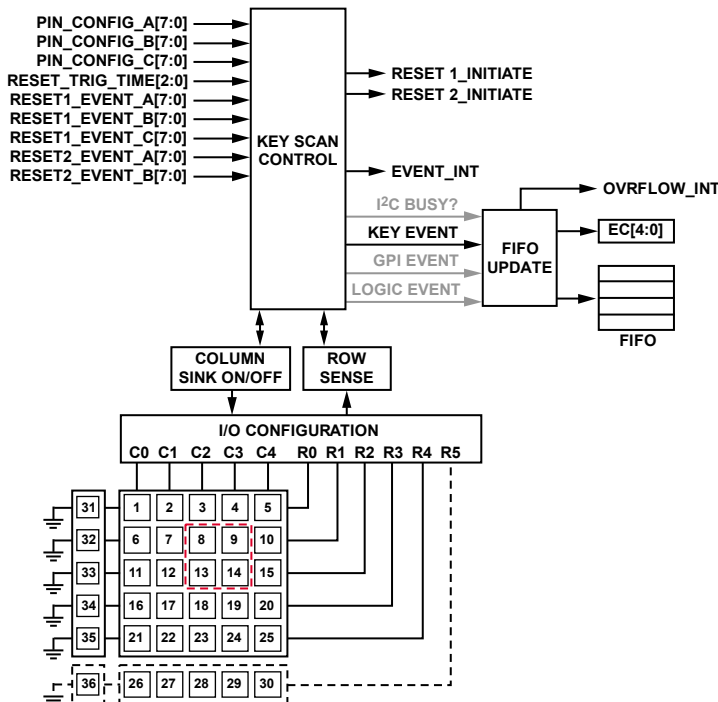 PIN_CONFIG_A[7:0]
PIN_CONFIG_B[7:0]
PIN_CONFIG_C[7:0]
RESET_TRIG_TIME[2:0]
RESET1_EVENT_A[7:0]
RESET1_EVENT_B[7:0]
RESET1_EVENT_C[7:0]
RESET2_EVENT_A[7:0]
RESET2_EVENT_B[7:0]
KEY SCAN
CONTROL
RESET 1_INITIATE
RESET 2_INITIATE
EVENT_INT
I2C BUSY?
KEY EVENT
GPI EVENT
LOGIC EVENT
FIFO
UPDATE
OVRFLOW_INT
EC[4:0]
FIFO
COLUMN
SINK ON/OFF
ROW
SENSE
I/O CONFIGURATION
C0 C1 C2 C3 C4 R0 R1 R2 R3 R4 R5
31 1 2 3 4 5
32 6 7 8 9 10
33 11 12 13 14 15
34 16 17 18 19 20
35 21 22 23 24 25
36 26 27 28 29 30